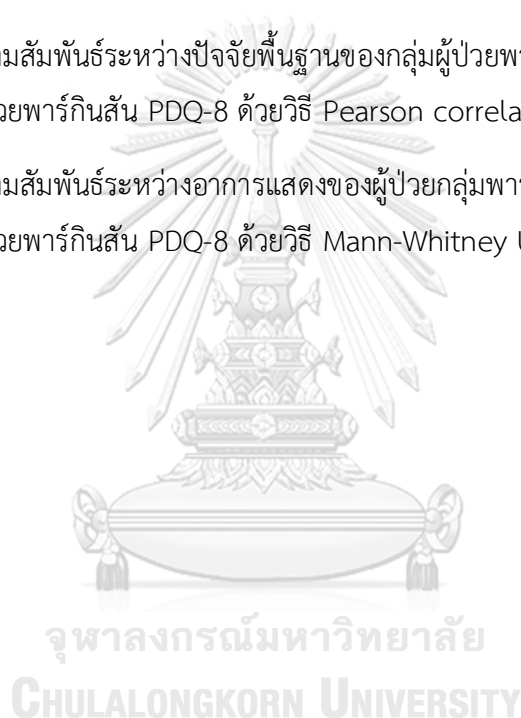 ามสัมพันธ์ระหว่างปัจจัยพื้นฐานของกลุ่มผู้ป่วยพาร
วยพาร์กินสัน PDQ-8 ด้วยวิธี Pearson correla
ามสัมพันธ์ระหว่างอาการแสดงของผู้ป่วยกลุ่มพาร
วยพาร์กินสัน PDQ-8 ด้วยวิธี Mann-Whitney U
จุฬาลงกรณ์มหาวิทยาลัย
CHULALONGKORN UNIVERSITY